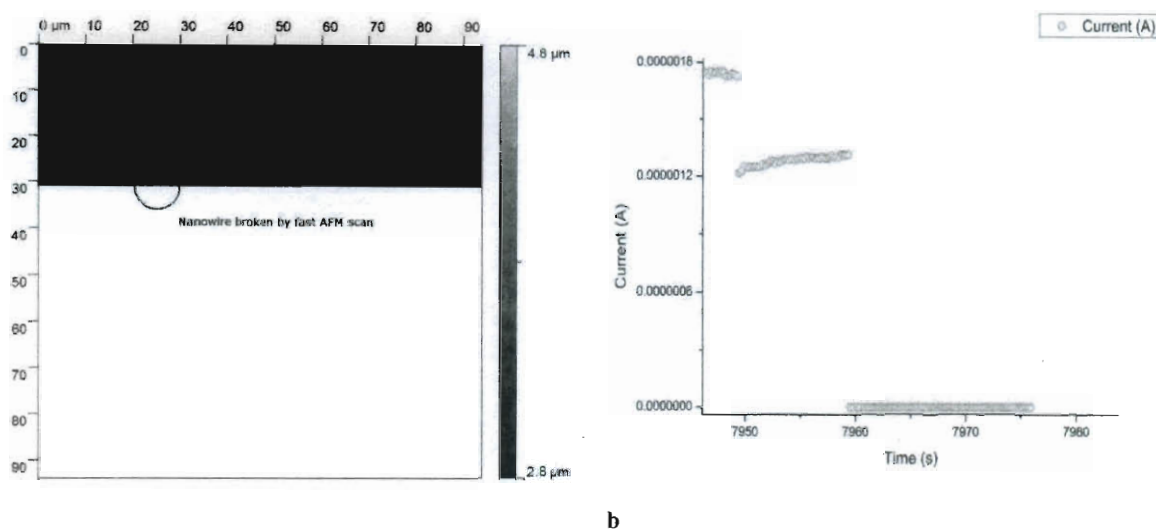 0 µm 10 20 30 40 50 60 70 80 90
0
10
20
30
40
50
60
70
80
90
Nanowire broken by fast AFM scan
4.8 µm
2.8 µm
Current (A)
0.0000018
0.0000012
0.0000006
0.0000000
Current (A)
7950 7960 7970 7980
Time (s)
b